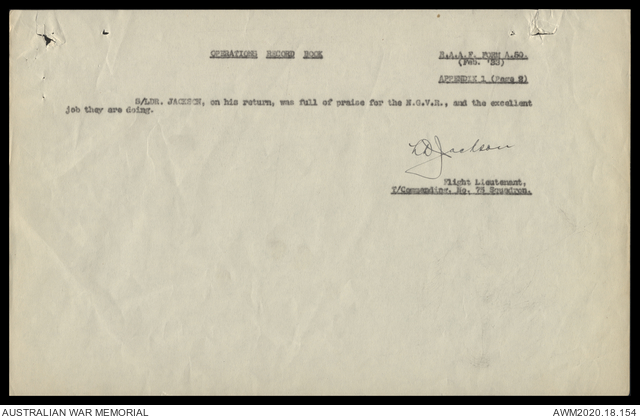 OPERATIONS RECORD BOOK
R.A.A.F. FORM A.50.
(Feb. '38)
APPENDIX 1 (Page 2)
S/LDR. JACKSON, on his return, was full of praise for the N.G.V.R., and the excellent
job they are doing.
Jackson
Flight Lieutenant,
T/Commanding, No. 75 Squadron.
AUSTRALIAN WAR MEMORIAL
AWM2020.18.154